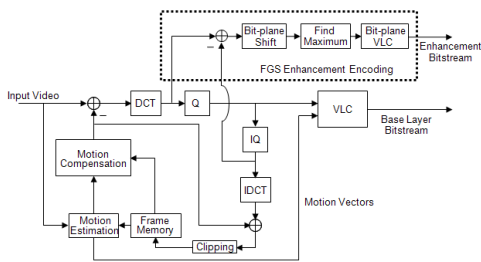 Bit-plane
Shift
Find
Maximum
Bit-plane
VLC
Enhancement
Bitstream
FGS Enhancement Encoding
Input Video
DCT
Q
VLC
Base Layer
Bitstream
IQ
Motion
Compensation
IDCT
Motion Vectors
Motion
Estimation
Frame
Memory
Clipping